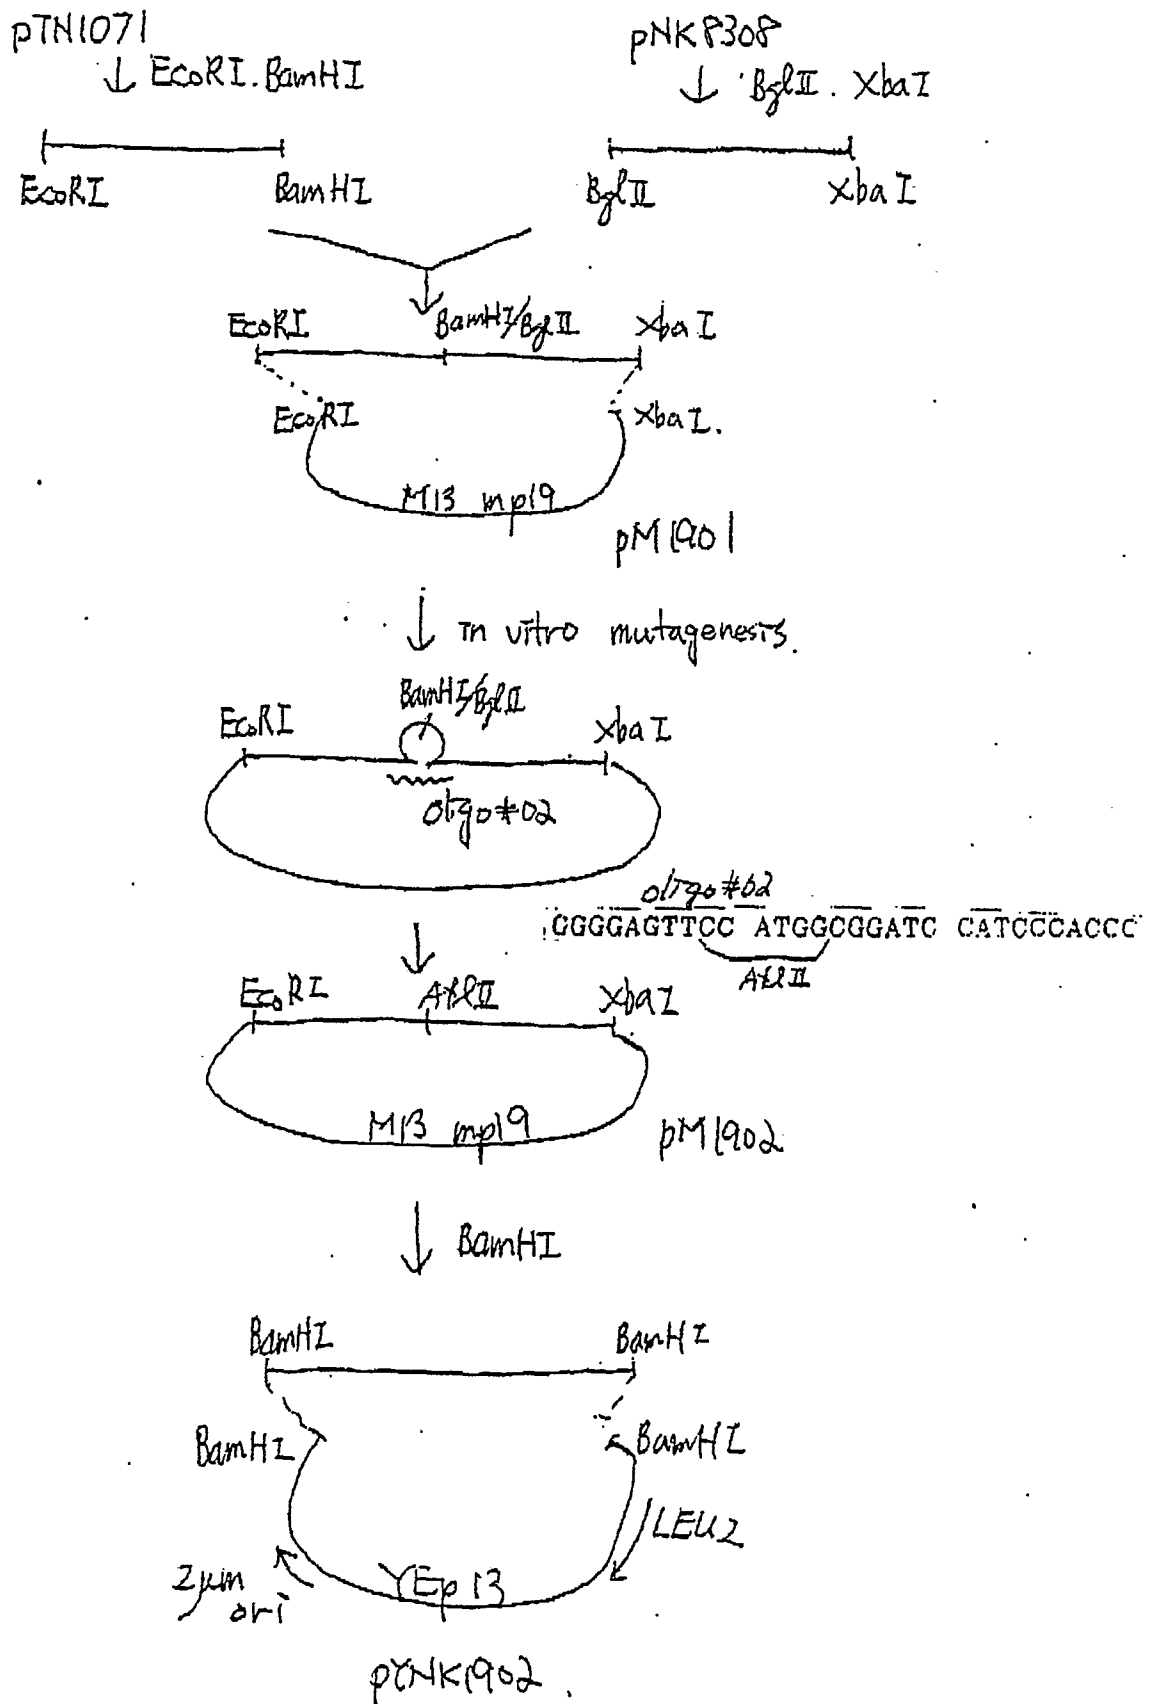 pTN1071
EcoRI. BamHI
pNK8308
BglII. XbaI
EcoRI BamHI
BglII XbaI
EcoRI BamHI/BglII XbaI
EcoRI XbaI.
M13 mp19
pM1901
in vitro mutagenesis.
BamHI/BglII
EcoRI XbaI
oligo#02
oligo#02
GGGGAGTTCC ATGGCGGATC CATCCCACCC
AflII
EcoRI AflII XbaI
M13 mp19
pM1902
BamHI
BamHI BamHI
BamHI BamHI
LEU2
2μm
ori
YEp13
pYNK1902.